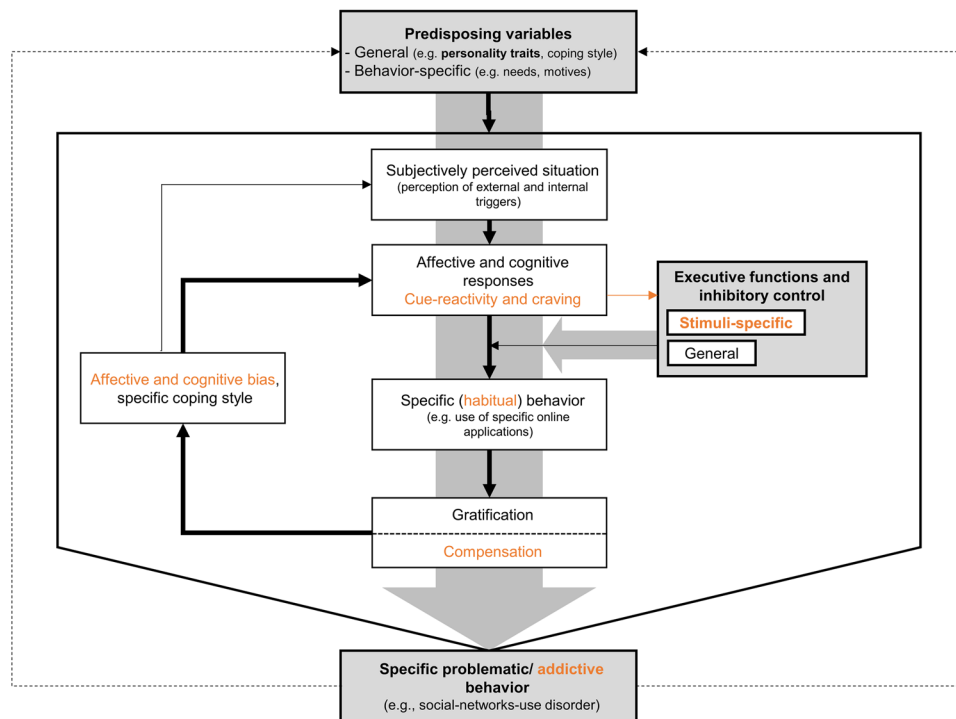 Predisposing variables
- General (e.g. personality traits, coping style)
- Behavior-specific (e.g. needs, motives)
Subjectively perceived situation
(perception of external and internal
triggers)
Affective and cognitive
responses
Cue-reactivity and craving
Executive functions and
inhibitory control
Stimuli-specific
General
Affective and cognitive bias,
specific coping style
Specific (habitual) behavior
(e.g. use of specific online
applications)
Gratification
Compensation
Specific problematic/ addictive
behavior
(e.g., social-networks-use disorder)